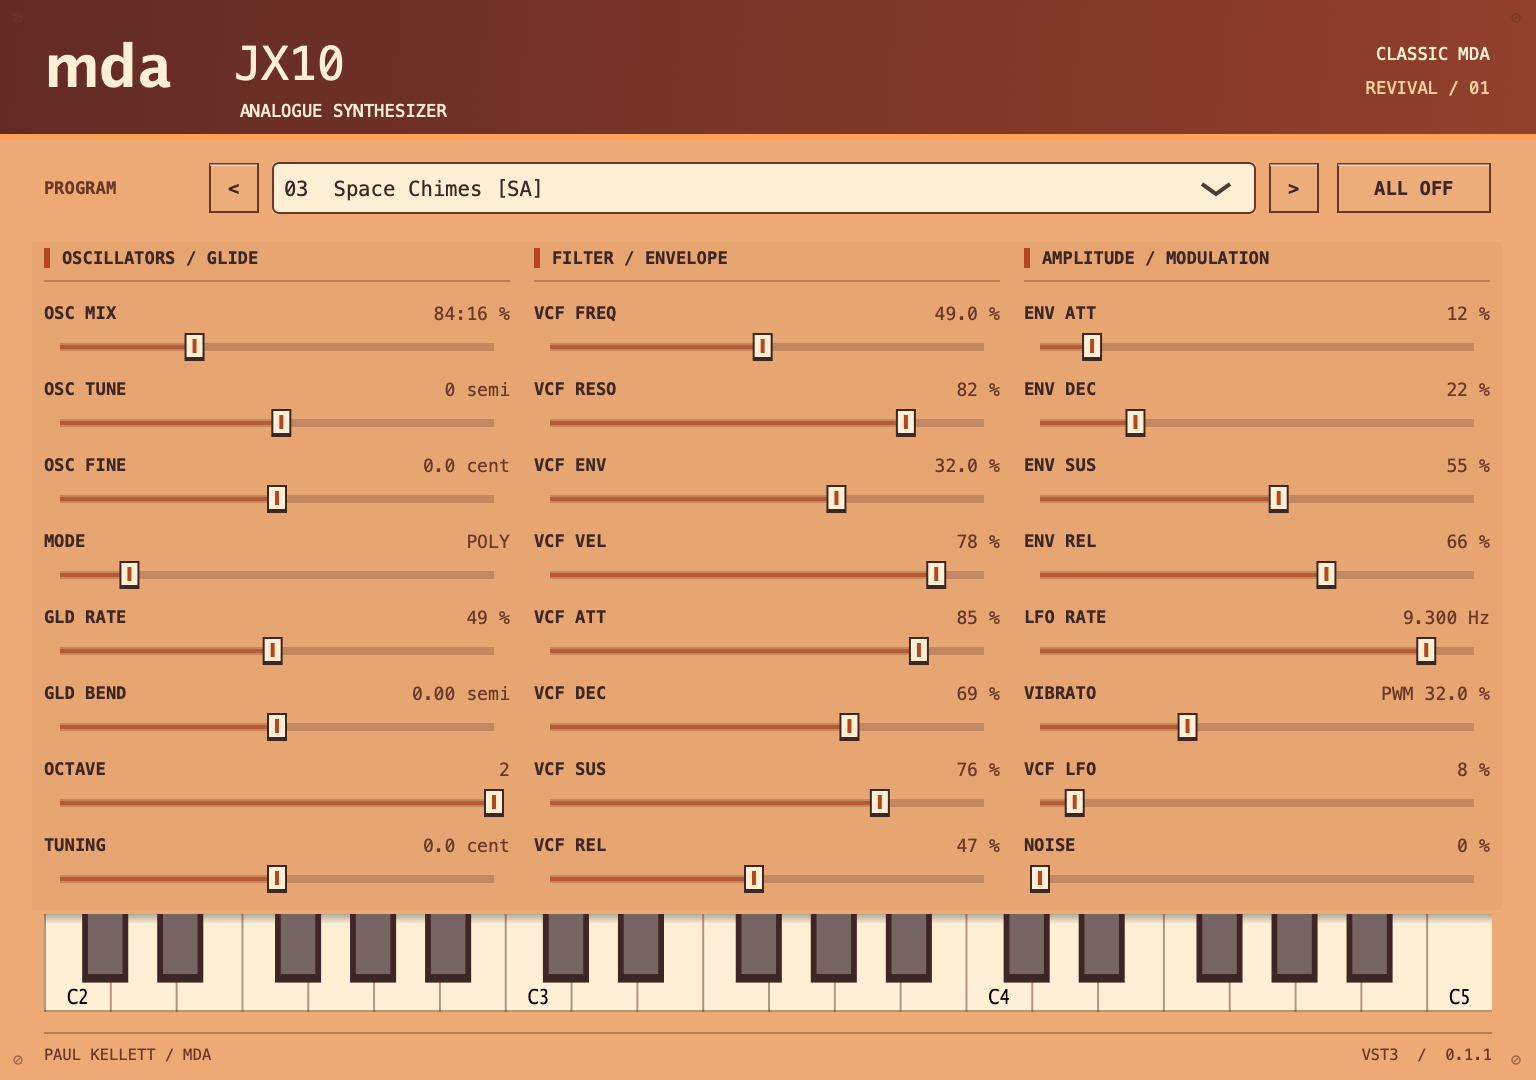 mda
JX10
ANALOGUE SYNTHESIZER
CLASSIC MDA
REVIVAL / 01
PROGRAM
<
03 Space Chimes [SA]
>
ALL OFF
OSCILLATORS / GLIDE
OSC MIX 84:16 %
OSC TUNE 0 semi
OSC FINE 0.0 cent
MODE POLY
GLD RATE 49 %
GLD BEND 0.00 semi
OCTAVE 2
TUNING 0.0 cent
FILTER / ENVELOPE
VCF FREQ 49.0 %
VCF RESO 82 %
VCF ENV 32.0 %
VCF VEL 78 %
VCF ATT 85 %
VCF DEC 69 %
VCF SUS 76 %
VCF REL 47 %
AMPLITUDE / MODULATION
ENV ATT 12 %
ENV DEC 22 %
ENV SUS 55 %
ENV REL 66 %
LFO RATE 9.300 Hz
VIBRATO PWM 32.0 %
VCF LFO 8 %
NOISE 0 %
C2 C3 C4 C5
PAUL KELLETT / MDA
VST3 / 0.1.1